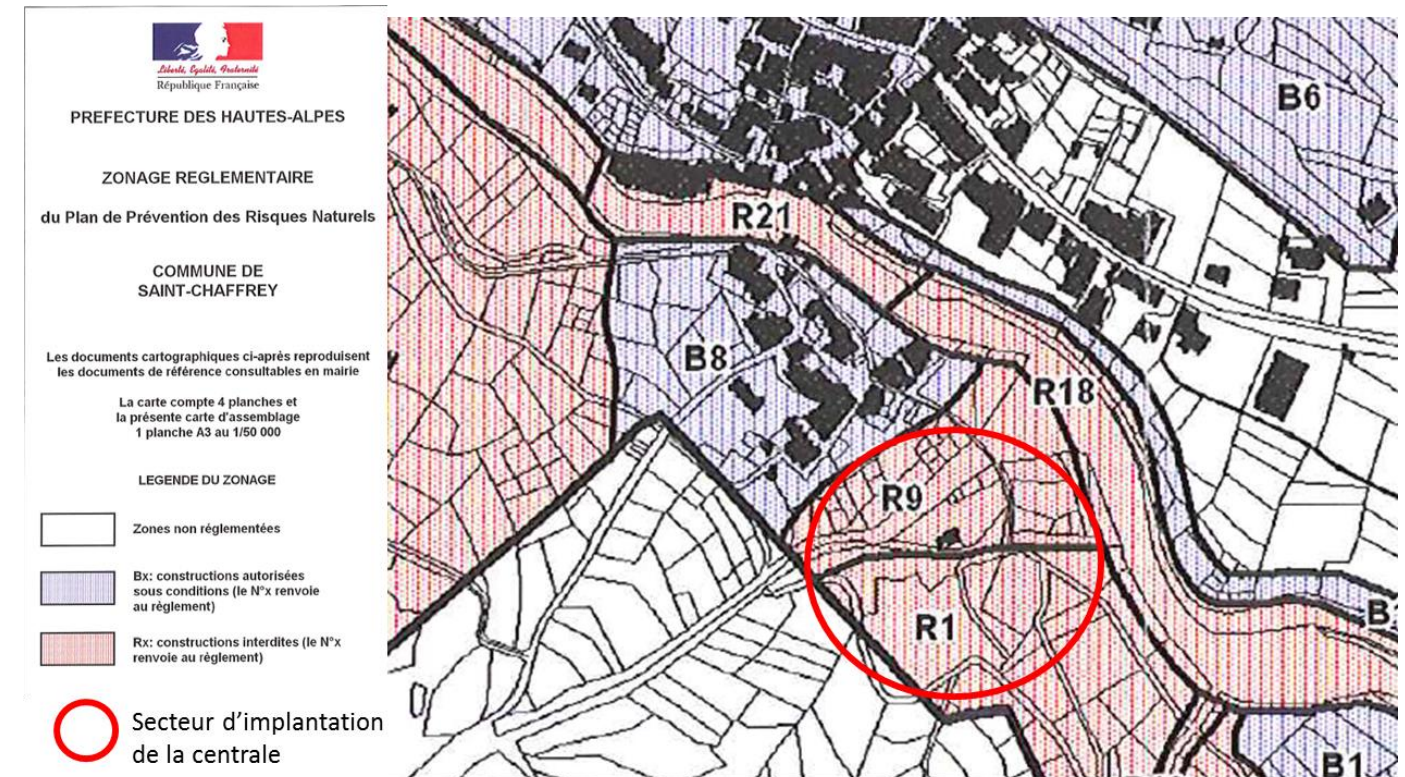 Liberté, Égalité, Fraternité
République Française
PREFECTURE DES HAUTES-ALPES
ZONAGE REGLEMENTAIRE
du Plan de Prévention des Risques Naturels
COMMUNE DE
SAINT-CHAFFREY
Les documents cartographiques ci-après reproduisent
les documents de référence consultables en mairie
La carte compte 4 planches et
la présente carte d'assemblage
1 planche A3 au 1/50 000
LEGENDE DU ZONAGE
Zones non réglementées
Bx: constructions autorisées
sous conditions (le N°x renvoie
au règlement)
Rx: constructions interdites (le N°x
renvoie au règlement)
Secteur d'implantation
de la centrale
B6
R21
B8
R18
R9
R1
B1